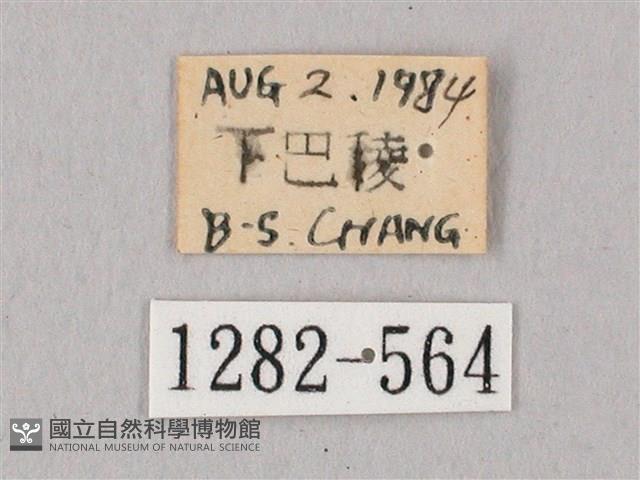 AUG 2. 1984
下巴陵
B-S. CHANG
1282-564
國立自然科學博物館
NATIONAL MUSEUM OF NATURAL SCIENCE